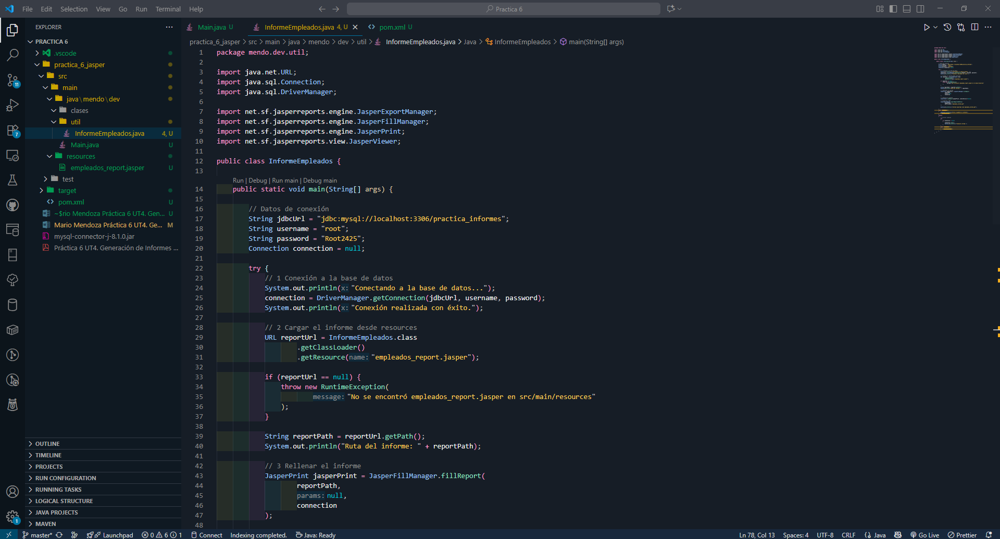 File Edit Selection View Go Run Terminal Help
Practica 6
EXPLORER
PRACTICA 6
.vscode
practica_6_jasper
src
main
java\mendo\dev
clases
util
InformeEmpleados.java 4, U
Main.java U
resources
empleados_report.jasper U
test
target
pom.xml U
~$rio Mendoza Práctica 6 UT4. Gen... U
Mario Mendoza Práctica 6 UT4. Ge... M
mysql-connector-j-8.1.0.jar
Práctica 6 UT4. Generación de Informes ...
OUTLINE
TIMELINE
PROJECTS
RUN CONFIGURATION
RUNNING TASKS
LOGICAL STRUCTURE
JAVA PROJECTS
MAVEN
11
7
1
Main.java U
InformeEmpleados.java 4, U
pom.xml U
practica_6_jasper > src > main > java > mendo > dev > util > InformeEmpleados.java > Java > InformeEmpleados > main(String[] args)
1 package mendo.dev.util;
2
3 import java.net.URL;
4 import java.sql.Connection;
5 import java.sql.DriverManager;
6
7 import net.sf.jasperreports.engine.JasperExportManager;
8 import net.sf.jasperreports.engine.JasperFillManager;
9 import net.sf.jasperreports.engine.JasperPrint;
10 import net.sf.jasperreports.view.JasperViewer;
11
12 public class InformeEmpleados {
13
Run | Debug | Run main | Debug main
14 public static void main(String[] args) {
15
16 // Datos de conexión
17 String jdbcUrl = "jdbc:mysql://localhost:3306/practica_informes";
18 String username = "root";
19 String password = "Root2425";
20 Connection connection = null;
21
22 try {
23 // 1 Conexión a la base de datos
24 System.out.println(x: "Conectando a la base de datos...");
25 connection = DriverManager.getConnection(jdbcUrl, username, password);
26 System.out.println(x: "Conexión realizada con éxito.");
27
28 // 2 Cargar el informe desde resources
29 URL reportUrl = InformeEmpleados.class
30 .getClassLoader()
31 .getResource(name: "empleados_report.jasper");
32
33 if (reportUrl == null) {
34 throw new RuntimeException(
35 message: "No se encontró empleados_report.jasper en src/main/resources"
36 );
37 }
38
39 String reportPath = reportUrl.getPath();
40 System.out.println("Ruta del informe: " + reportPath);
41
42 // 3 Rellenar el informe
43 JasperPrint jasperPrint = JasperFillManager.fillReport(
44 reportPath,
45 params: null,
46 connection
47 );
48
master* Launchpad 0 6 1 Connect Indexing completed. Java: Ready Ln 78, Col 13 Spaces: 4 UTF-8 CRLF Java Go Live Prettier